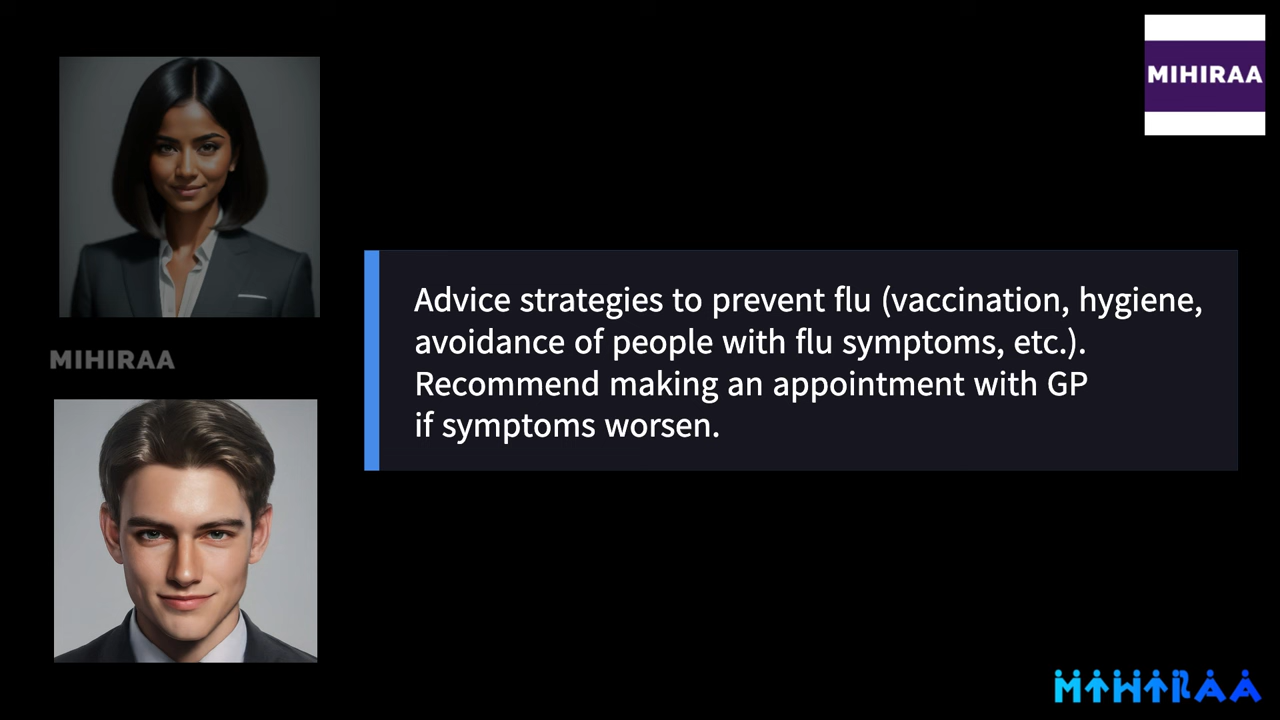 MIHIRAA
MIHIRAA
Advice strategies to prevent flu (vaccination, hygiene,
avoidance of people with flu symptoms, etc.).
Recommend making an appointment with GP
if symptoms worsen.
MIHIRAA